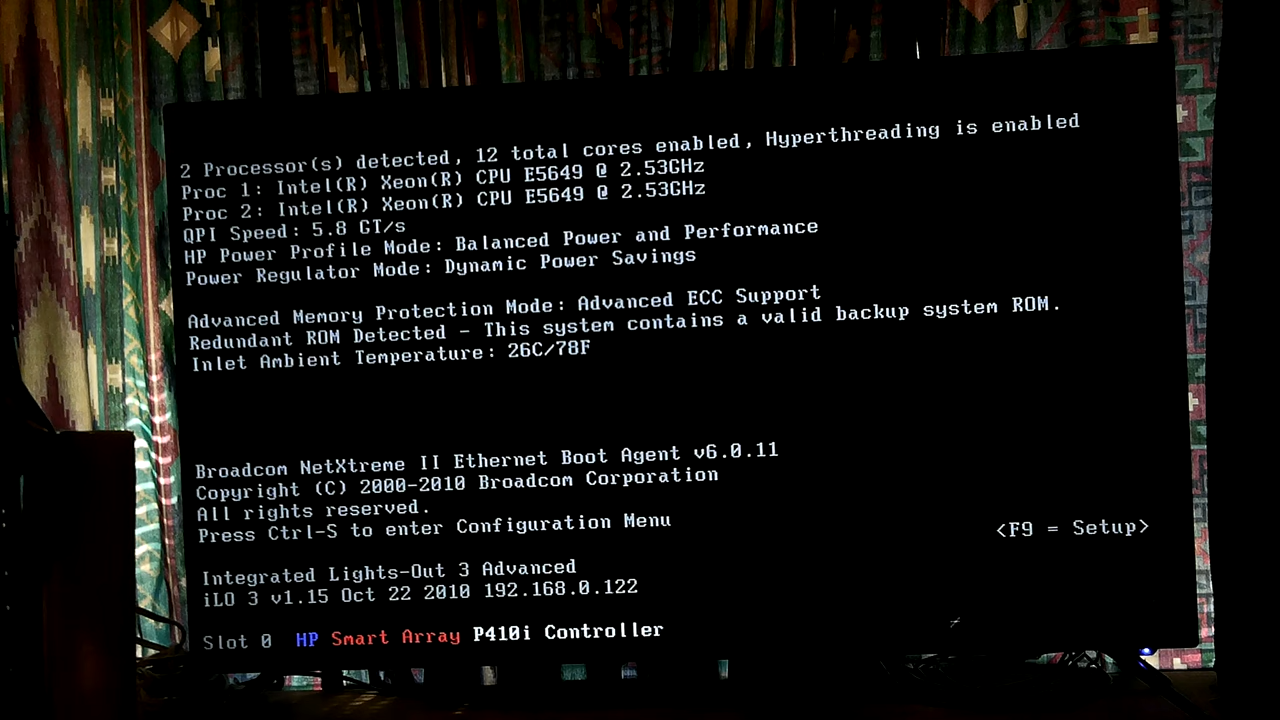 2 Processor(s) detected, 12 total cores enabled, Hyperthreading is enabled
Proc 1: Intel(R) Xeon(R) CPU E5649 @ 2.53GHz
Proc 2: Intel(R) Xeon(R) CPU E5649 @ 2.53GHz
QPI Speed: 5.8 GT/s
HP Power Profile Mode: Balanced Power and Performance
Power Regulator Mode: Dynamic Power Savings
Advanced Memory Protection Mode: Advanced ECC Support
Redundant ROM Detected - This system contains a valid backup system ROM.
Inlet Ambient Temperature: 26C/78F
Broadcom NetXtreme II Ethernet Boot Agent v6.0.11
Copyright (C) 2000-2010 Broadcom Corporation
All rights reserved.
Press Ctrl-S to enter Configuration Menu
<F9 = Setup>
Integrated Lights-Out 3 Advanced
iLO 3 v1.15 Oct 22 2010 192.168.0.122
Slot 0 HP Smart Array P410i Controller